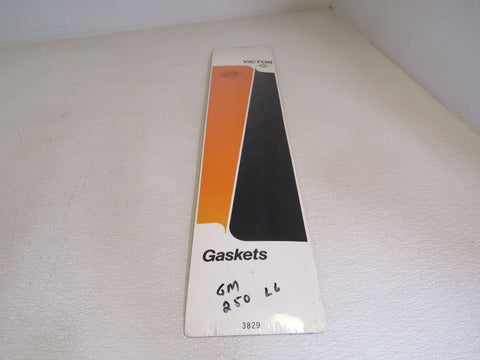 VICTOR
Gaskets
GM
250 L6
3829